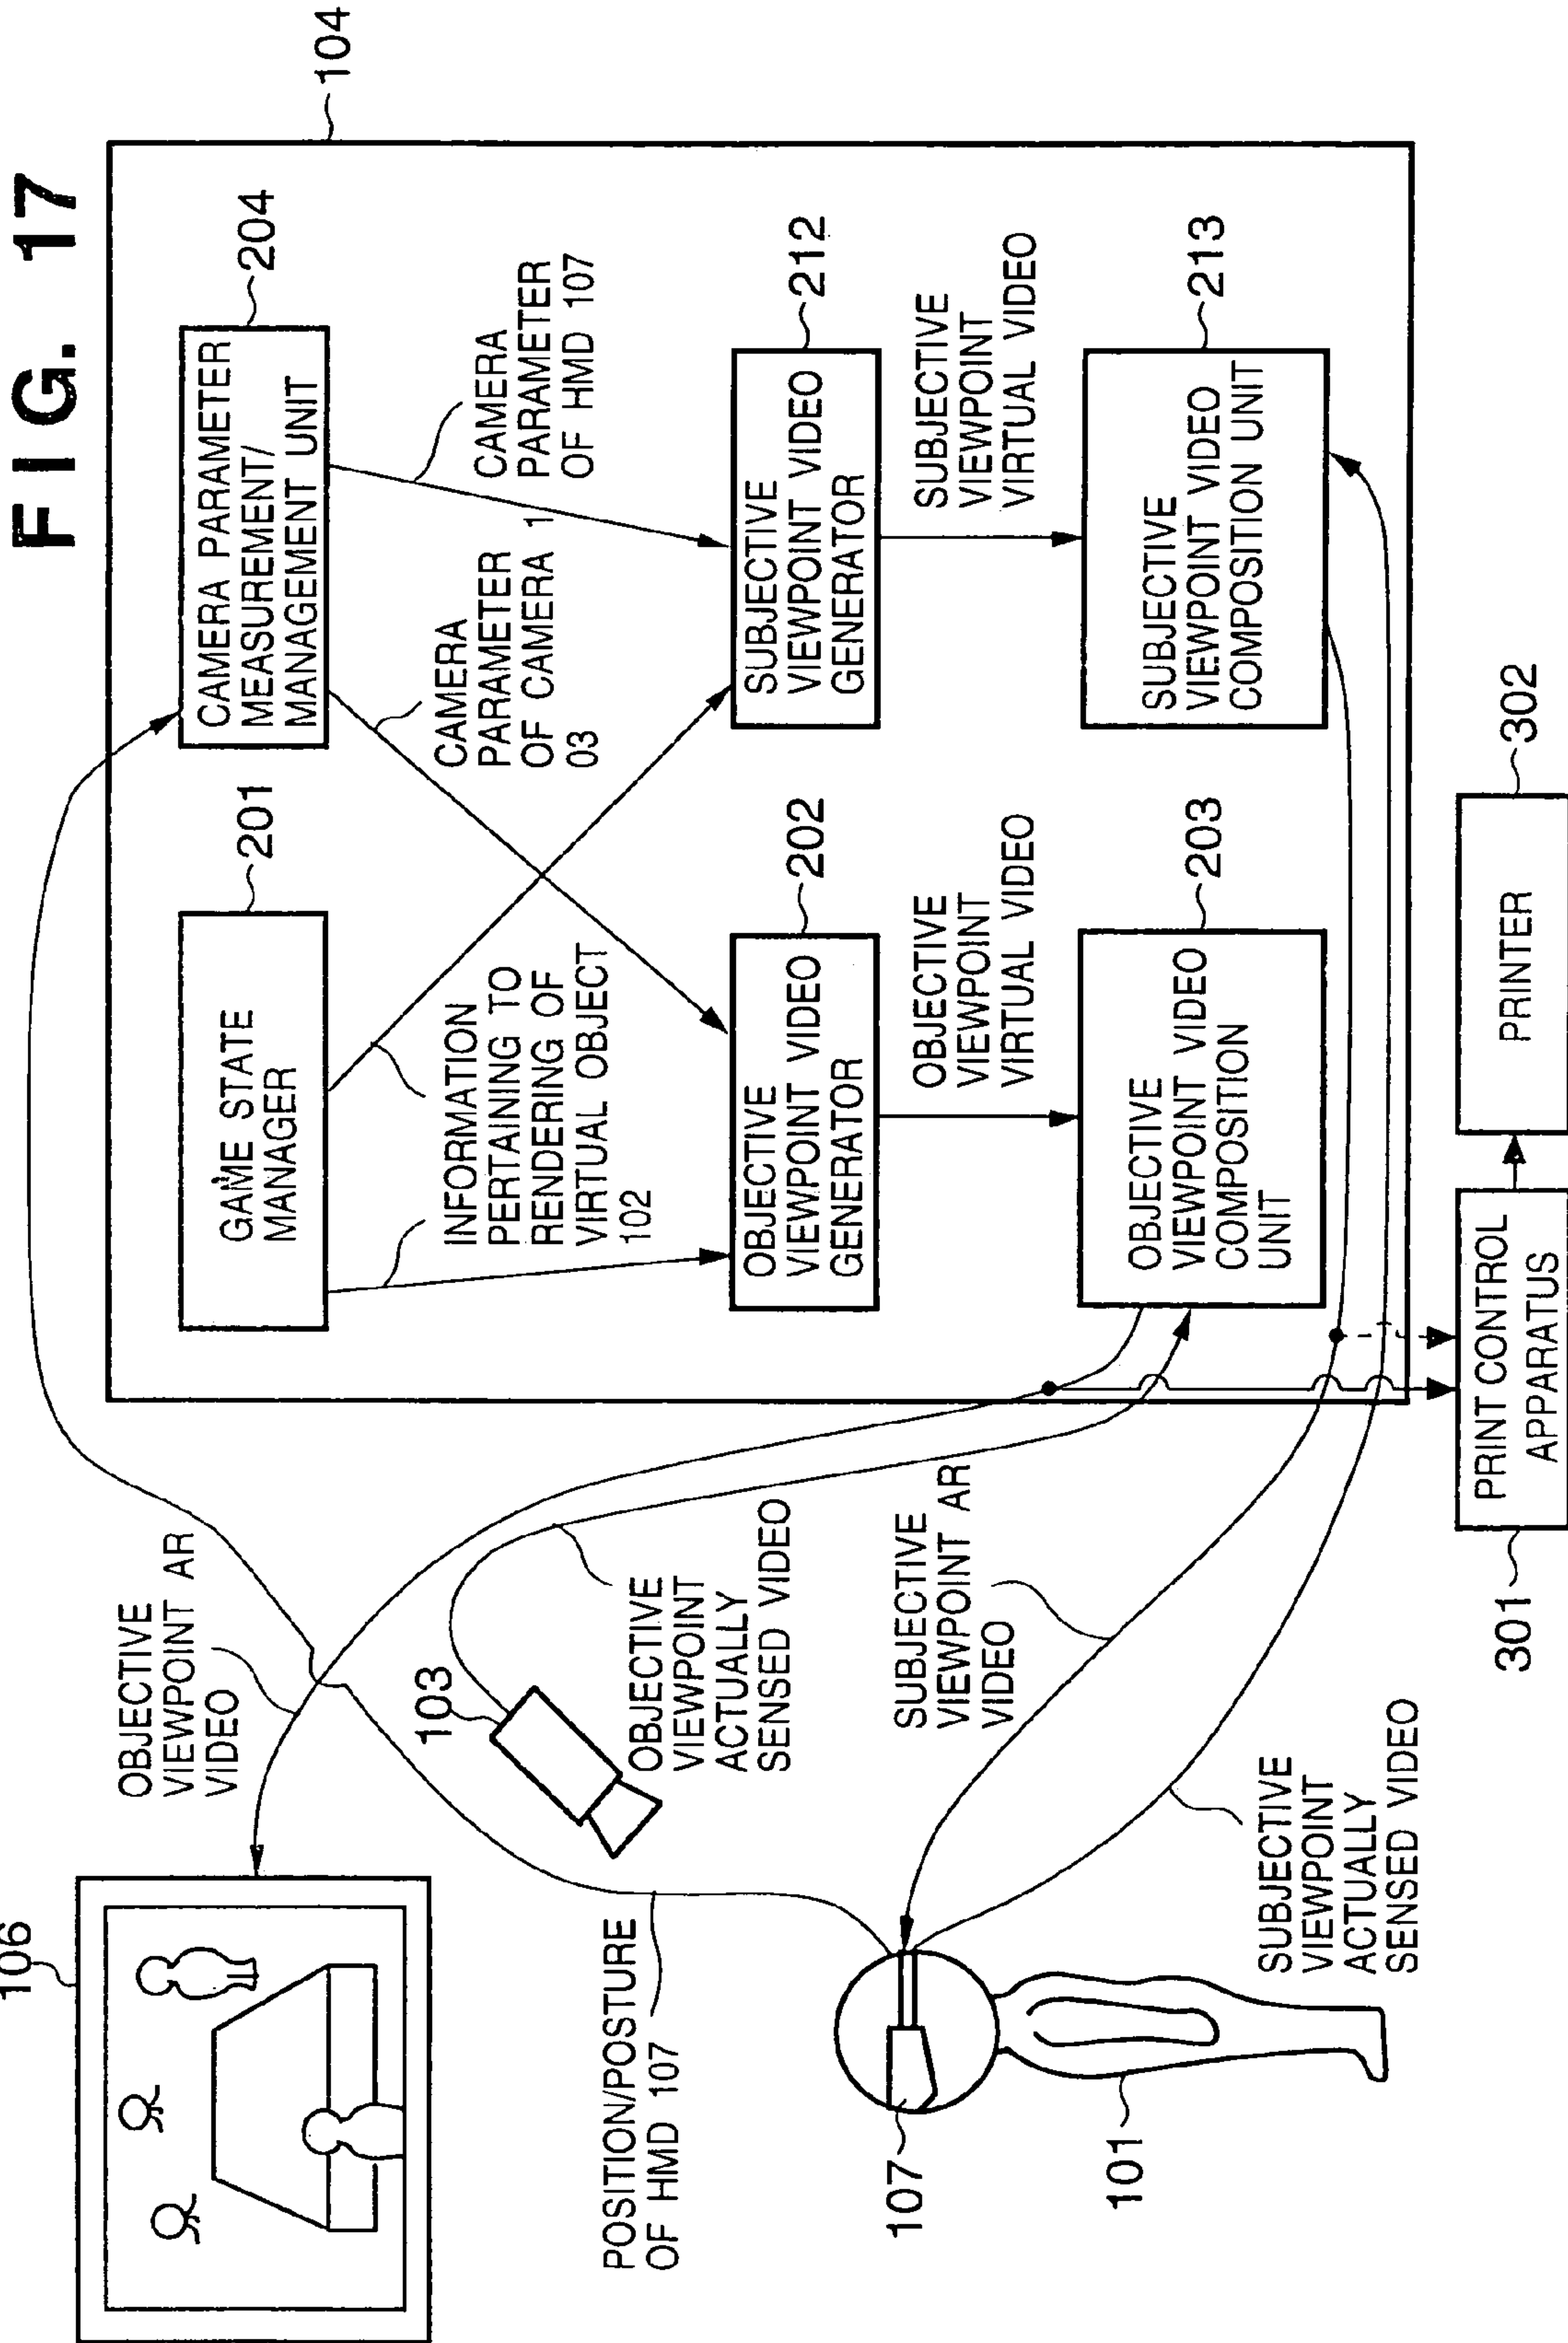 FIG. 17
104
CAMERA PARAMETER
MEASUREMENT/
MANAGEMENT UNIT
204
GAME STATE
MANAGER
201
CAMERA
PARAMETER
OF HMD 107
CAMERA
PARAMETER
OF CAMERA 1
03
INFORMATION
PERTAINING TO
RENDERING OF
VIRTUAL OBJECT
102
SUBJECTIVE
VIEWPOINT VIDEO
GENERATOR
212
OBJECTIVE
VIEWPOINT VIDEO
GENERATOR
202
SUBJECTIVE
VIEWPOINT
VIRTUAL VIDEO
OBJECTIVE
VIEWPOINT
VIRTUAL VIDEO
SUBJECTIVE
VIEWPOINT VIDEO
COMPOSITION UNIT
213
OBJECTIVE
VIEWPOINT VIDEO
COMPOSITION
UNIT
203
PRINTER
302
PRINT CONTROL
APPARATUS
301
106
OBJECTIVE
VIEWPOINT AR
VIDEO
103
OBJECTIVE
VIEWPOINT
ACTUALLY
SENSED VIDEO
SUBJECTIVE
VIEWPOINT AR
VIDEO
SUBJECTIVE
VIEWPOINT
ACTUALLY
SENSED VIDEO
POSITION/POSTURE
OF HMD 107
107
101